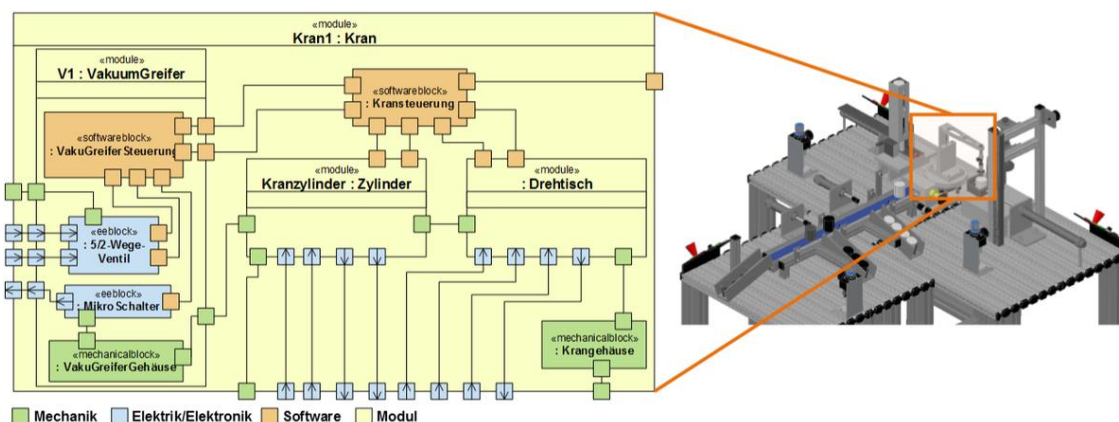 «module»
Kran1 : Kran
«module»
V1 : VakuumGreifer
«softwareblock»
: VakuGreiferSteuerung
«softwareblock»
: Kransteuerung
«module»
Kranzylinder : Zylinder
«module»
: Drehtisch
«eeblock»
: 5/2-Wege-
Ventil
«eeblock»
: MikroSchalter
«mechanicalblock»
: VakuGreiferGehäuse
«mechanicalblock»
: Krangehäuse
Mechanik Elektrik/Elektronik Software Modul